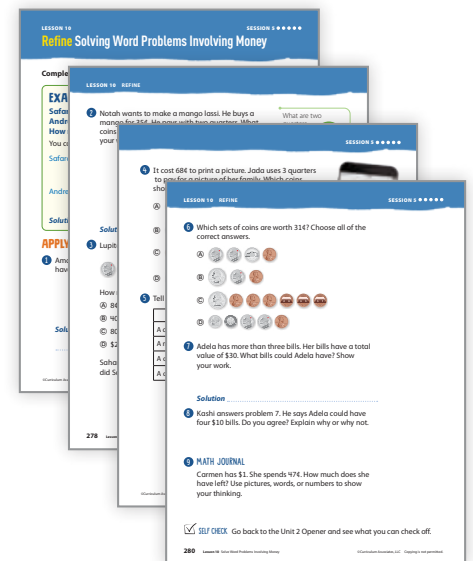 LESSON 10
SESSION 5
Refine Solving Word Problems Involving Money
Comple
EXA
Safar
Andr
How
You c
Safar
Andre
Solut
APPLY
1 Ama
have
Solu
LESSON 10 REFINE
2 Notah wants to make a mango lassi. He buys a
mango for 35¢. He pays with two quarters. What
coins
your
What are two
Solut
3 Lupit
How
A 8¢
B 40
C 80
D $2
Saha
did S
278
SESSION 5
4 It cost 68¢ to print a picture. Jada uses 3 quarters
to pay for a picture of her family. Which coins
sho
A
B
C
D
5 Tell
A c
A n
A c
A c
LESSON 10 REFINE
SESSION 5
6 Which sets of coins are worth 31¢? Choose all of the
correct answers.
A
B
C
D
7 Adela has more than three bills. Her bills have a total
value of $30. What bills could Adela have? Show
your work.
Solution
8 Kashi answers problem 7. He says Adela could have
four $10 bills. Do you agree? Explain why or why not.
9 MATH JOURNAL
Carmen has $1. She spends 47¢. How much does she
have left? Use pictures, words, or numbers to show
your thinking.
SELF CHECK Go back to the Unit 2 Opener and see what you can check off.
280 Lesson 10 Solve Word Problems Involving Money
©Curriculum Associates, LLC Copying is not permitted.